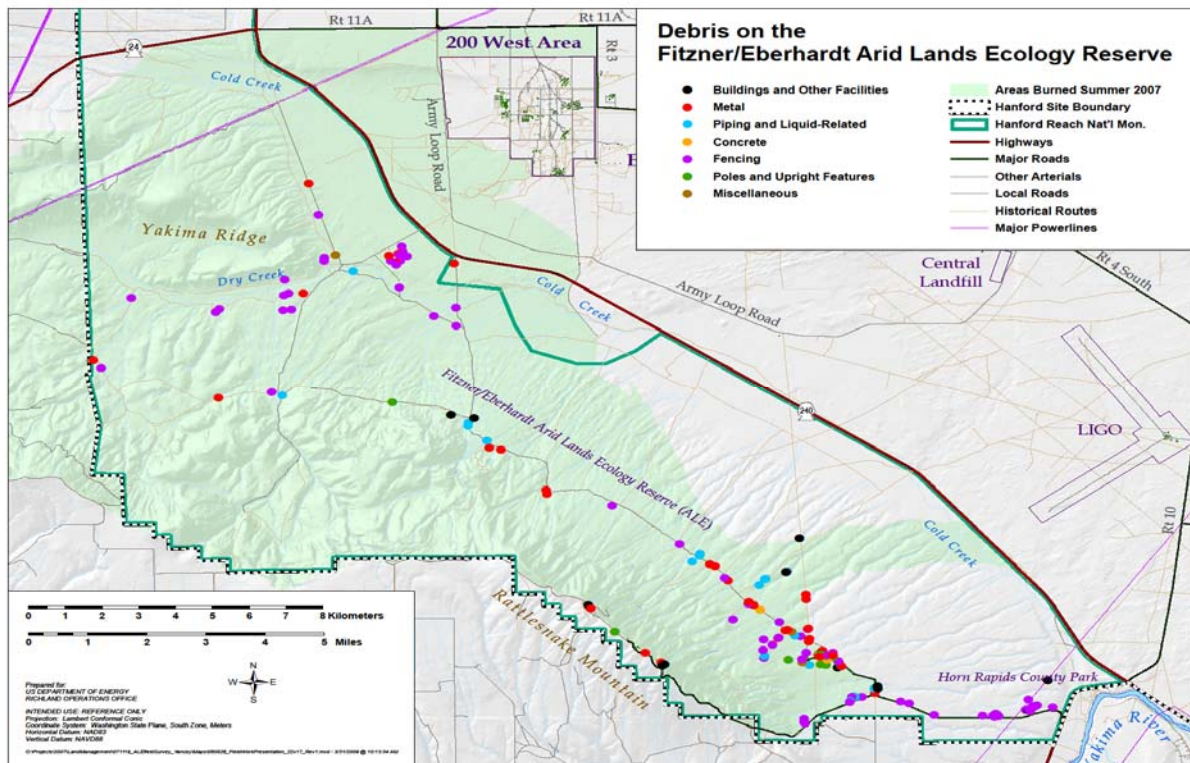 Debris on the
Fitzner/Eberhardt Arid Lands Ecology Reserve
Buildings and Other Facilities
Metal
Piping and Liquid-Related
Concrete
Fencing
Poles and Upright Features
Miscellaneous
Areas Burned Summer 2007
Hanford Site Boundary
Hanford Reach Nat'l Mon.
Highways
Major Roads
Other Arterials
Local Roads
Historical Routes
Major Powerlines
Rt 11A
Rt 11A
24
200 West Area
Rt 3
Cold Creek
Army Loop Road
Yakima Ridge
Dry Creek
Cold Creek
Army Loop Road
Central
Landfill
Rt 4 South
240
LIGO
Fitzner/Eberhardt Arid Lands Ecology Reserve (ALE)
Cold Creek
Rt 10
Rattlesnake Mountain
Horn Rapids County Park
River
0 1 2 3 4 5 6 7 8 Kilometers
0 1 2 3 4 5 Miles
N
W E
S
Prepared for:
US DEPARTMENT OF ENERGY
RICHLAND OPERATIONS OFFICE
INTENDED USE: REFERENCE ONLY
Projection: Lambert Conformal Conic
Coordinate System: Washington State Plane, South Zone, Meters
Horizontal Datum: NAD83
Vertical Datum: NAVD88